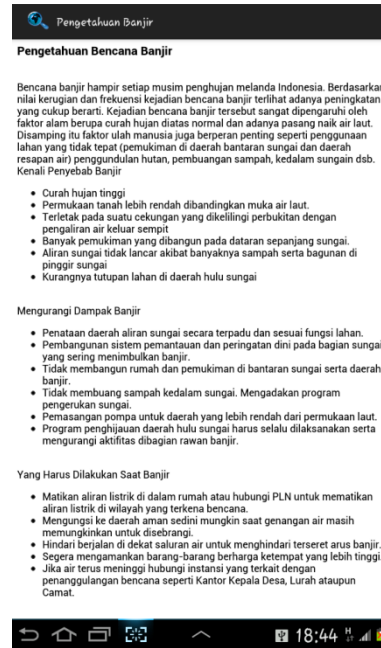 Pengetahuan Banjir
Pengetahuan Bencana Banjir
Bencana banjir hampir setiap musim penghujan melanda Indonesia. Berdasarkan
nilai kerugian dan frekuensi kejadian bencana banjir terlihat adanya peningkatan
yang cukup berarti. Kejadian bencana banjir tersebut sangat dipengaruhi oleh
faktor alam berupa curah hujan diatas normal dan adanya pasang naik air laut.
Disamping itu faktor ulah manusia juga berperan penting seperti penggunaan
lahan yang tidak tepat (pemukiman di daerah bantaran sungai dan daerah
resapan air) penggundulan hutan, pembuangan sampah, kedalam sungain dsb.
Kenali Penyebab Banjir
• Curah hujan tinggi
• Permukaan tanah lebih rendah dibandingkan muka air laut.
• Terletak pada suatu cekungan yang dikelilingi perbukitan dengan
pengaliran air keluar sempit
• Banyak pemukiman yang dibangun pada dataran sepanjang sungai.
• Aliran sungai tidak lancar akibat banyaknya sampah serta bagunan di
pinggir sungai
• Kurangnya tutupan lahan di daerah hulu sungai
Mengurangi Dampak Banjir
• Penataan daerah aliran sungai secara terpadu dan sesuai fungsi lahan.
• Pembangunan sistem pemantauan dan peringatan dini pada bagian sungai
yang sering menimbulkan banjir.
• Tidak membangun rumah dan pemukiman di bantaran sungai serta daerah
banjir.
• Tidak membuang sampah kedalam sungai. Mengadakan program
pengerukan sungai.
• Pemasangan pompa untuk daerah yang lebih rendah dari permukaan laut.
• Program penghijauan daerah hulu sungai harus selalu dilaksanakan serta
mengurangi aktifitas dibagian rawan banjir.
Yang Harus Dilakukan Saat Banjir
• Matikan aliran listrik di dalam rumah atau hubungi PLN untuk mematikan
aliran listrik di wilayah yang terkena bencana.
• Mengungsi ke daerah aman sedini mungkin saat genangan air masih
memungkinkan untuk disebrangi.
• Hindari berjalan di dekat saluran air untuk menghindari terseret arus banjir.
• Segera mengamankan barang-barang berharga ketempat yang lebih tinggi.
• Jika air terus meninggi hubungi instansi yang terkait dengan
penanggulangan bencana seperti Kantor Kepala Desa, Lurah ataupun
Camat.
18:44 H